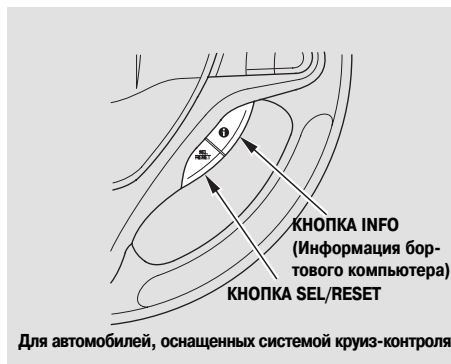 i
SEL
RESET
КНОПКА INFO
(Информация бор-
тового компьютера)
КНОПКА SEL/RESET
Для автомобилей, оснащенных системой круиз-контроля